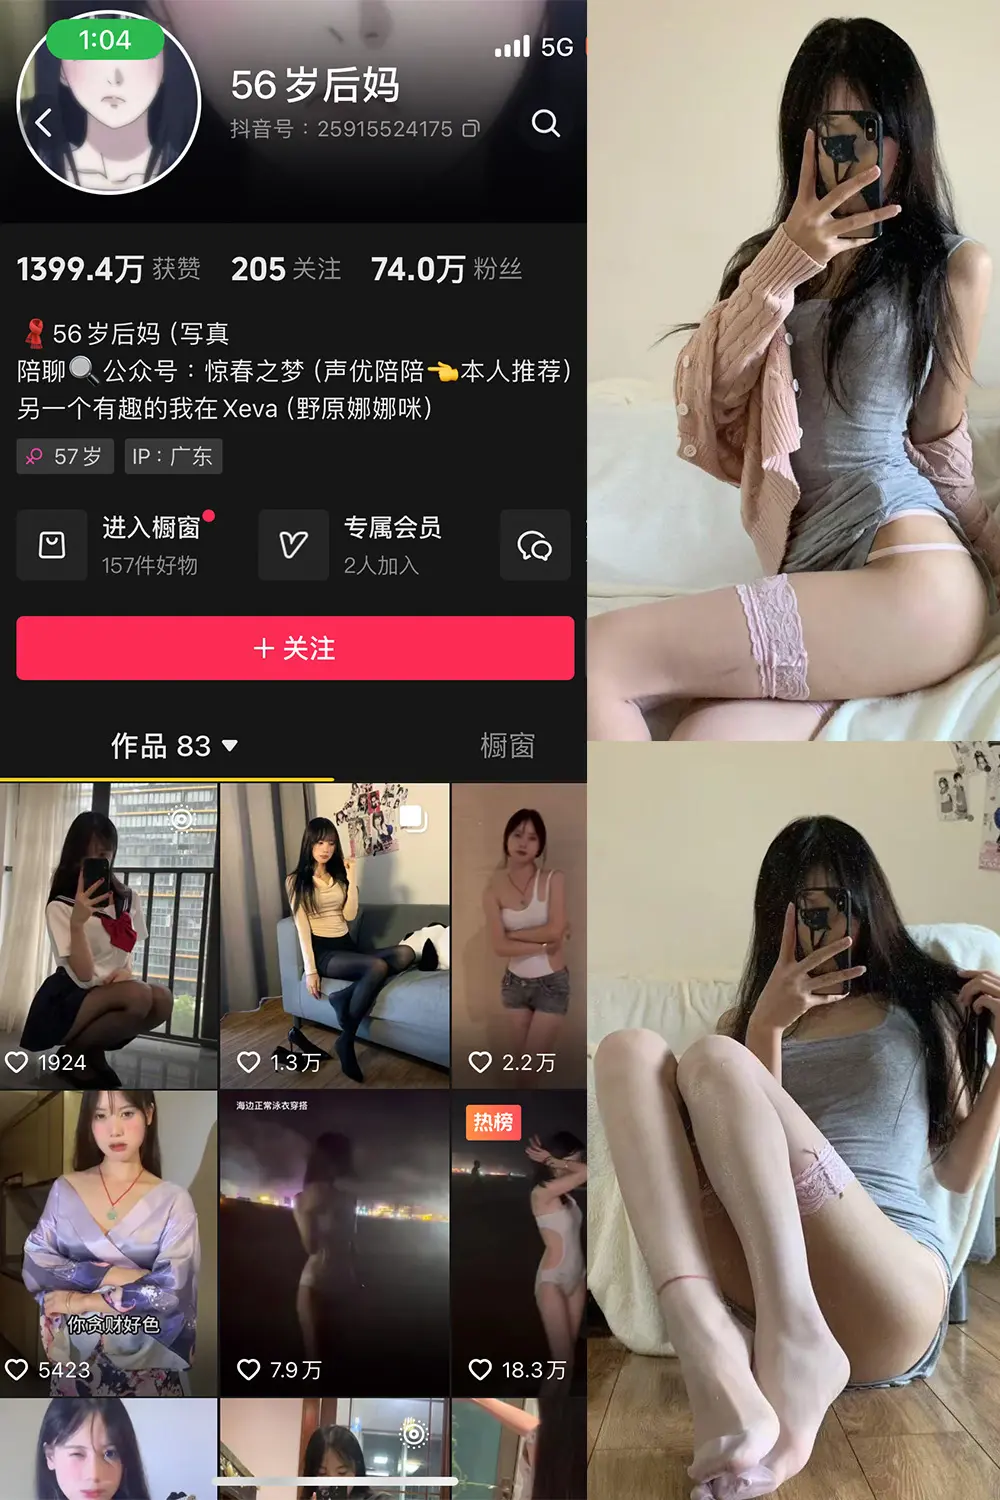 1:04
5G
56岁后妈
抖音号：25915524175
1399.4万 获赞 205 关注 74.0万 粉丝
56岁后妈（写真
陪聊🔍公众号：惊春之梦（声优陪陪👈本人推荐）
另一个有趣的我在Xeva（野原娜娜咪）
57岁 IP：广东
进入橱窗 专属会员
157件好物 2人加入
+ 关注
作品 83 橱窗
1924 1.3万 2.2万
海边正常泳衣穿搭
热榜
你贪财好色
5423 7.9万 18.3万